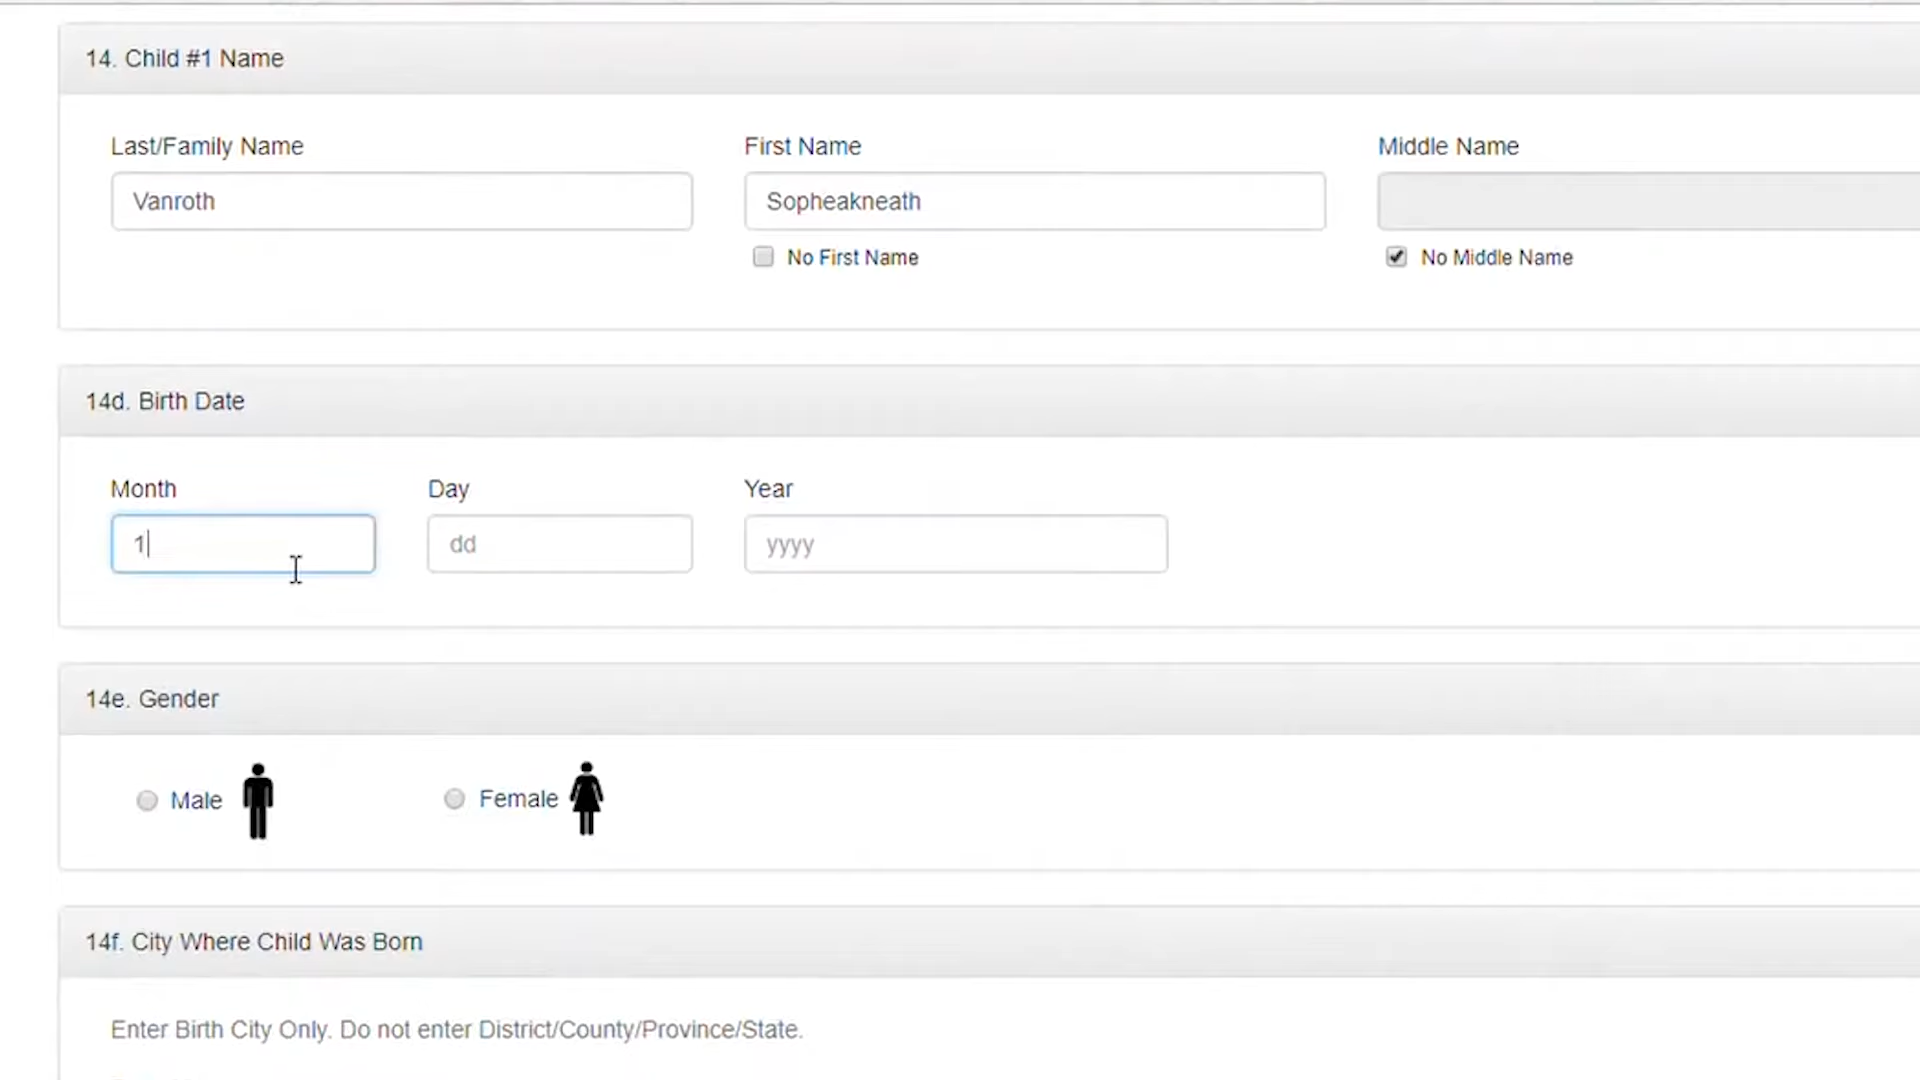 14. Child #1 Name
Last/Family Name
First Name
Middle Name
Vanroth
Sopheakneath
No First Name
No Middle Name
14d. Birth Date
Month
Day
Year
1
dd
yyyy
14e. Gender
Male
Female
14f. City Where Child Was Born
Enter Birth City Only. Do not enter District/County/Province/State.